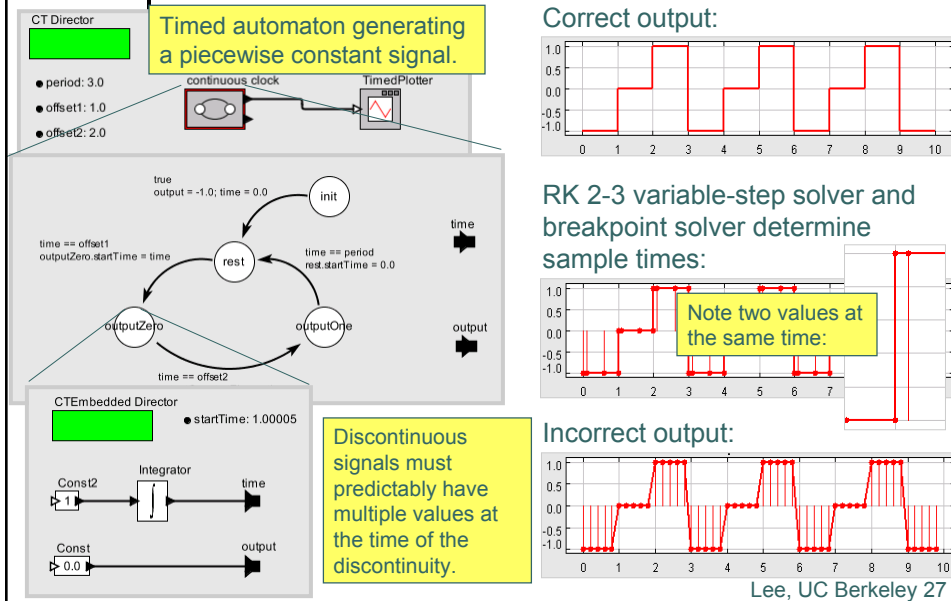 CT Director
Timed automaton generating
a piecewise constant signal.
period: 3.0
offset1: 1.0
offset2: 2.0
continuous clock
TimedPlotter
true
output = -1.0; time = 0.0
init
time
time == offset1
outputZero.startTime = time
rest
time == period
rest.startTime = 0.0
outputZero
outputOne
output
time == offset2
CTEmbedded Director
startTime: 1.00005
Const2
1
Integrator
∫
time
Const
0.0
output
Discontinuous
signals must
predictably have
multiple values at
the time of the
discontinuity.
Correct output:
1.0
0.5
0.0
-0.5
-1.0
0 1 2 3 4 5 6 7 8 9 10
RK 2-3 variable-step solver and
breakpoint solver determine
sample times:
1.0
0.5
0.0
-0.5
-1.0
0 1 2 3 4 5 6 7
Note two values at
the same time:
Incorrect output:
1.0
0.5
0.0
-0.5
-1.0
0 1 2 3 4 5 6 7 8 9 10
Lee, UC Berkeley 27